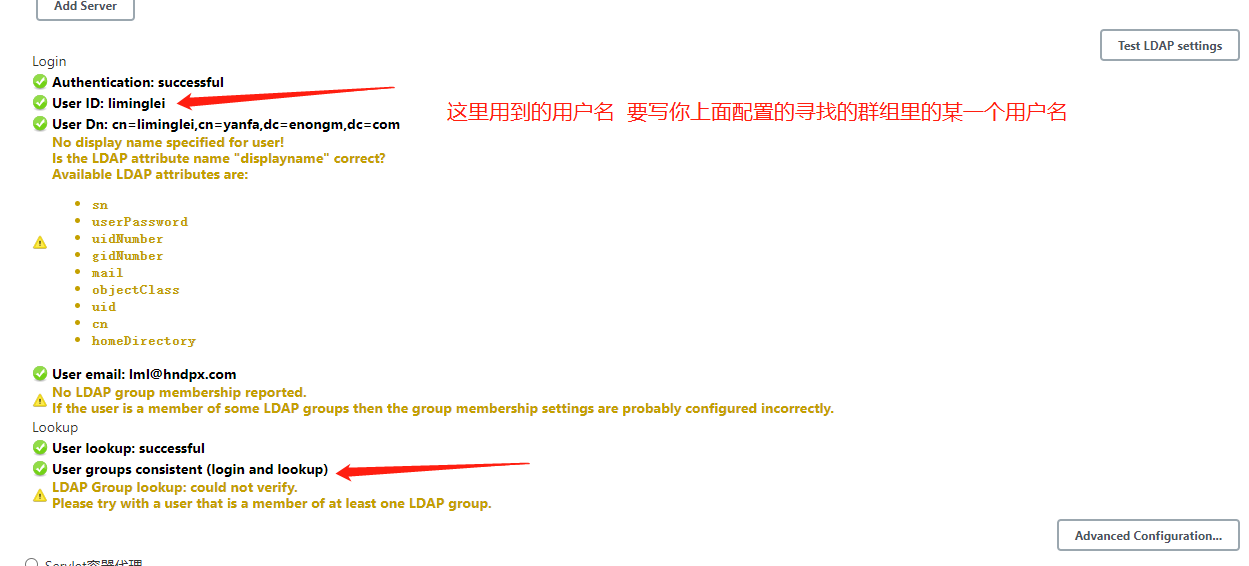 Add Server
Test LDAP settings
Login
Authentication: successful
User ID: liminglei
这里用到的用户名 要写你上面配置的寻找的群组里的某一个用户名
User Dn: cn=liminglei,cn=yanfa,dc=enongm,dc=com
No display name specified for user!
Is the LDAP attribute name "displayname" correct?
Available LDAP attributes are:
sn
userPassword
uidNumber
gidNumber
mail
objectClass
uid
cn
homeDirectory
User email: lml@hndpx.com
No LDAP group membership reported.
If the user is a member of some LDAP groups then the group membership settings are probably configured incorrectly.
Lookup
User lookup: successful
User groups consistent (login and lookup)
LDAP Group lookup: could not verify.
Please try with a user that is a member of at least one LDAP group.
Advanced Configuration...
Servlet容器代理